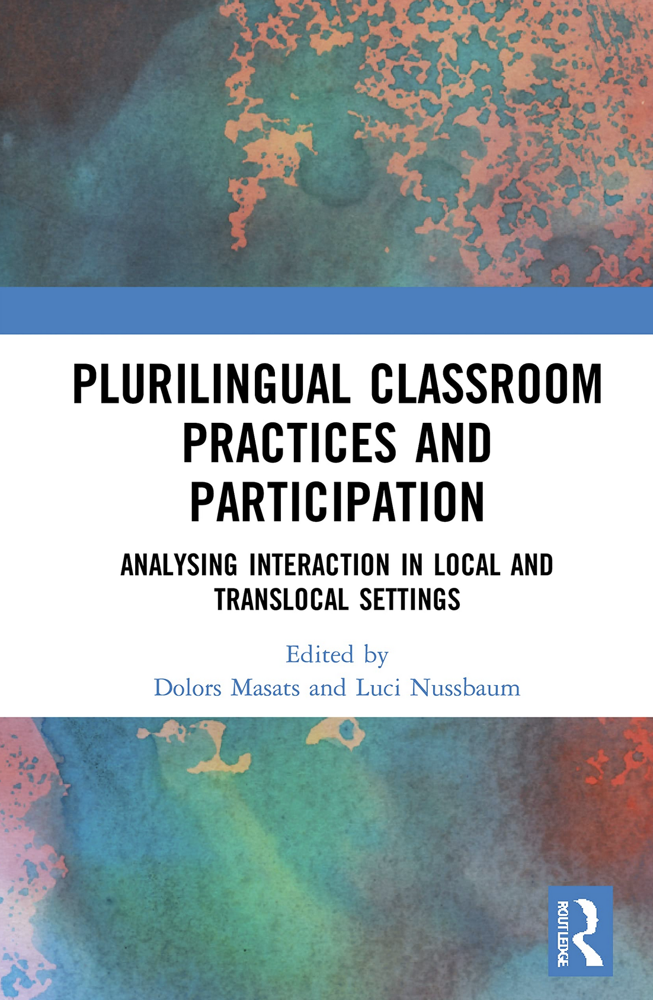 PLURILINGUAL CLASSROOM
PRACTICES AND
PARTICIPATION
ANALYSING INTERACTION IN LOCAL AND
TRANSLOCAL SETTINGS
Edited by
Dolors Masats and Luci Nussbaum
ROUTLEDGE